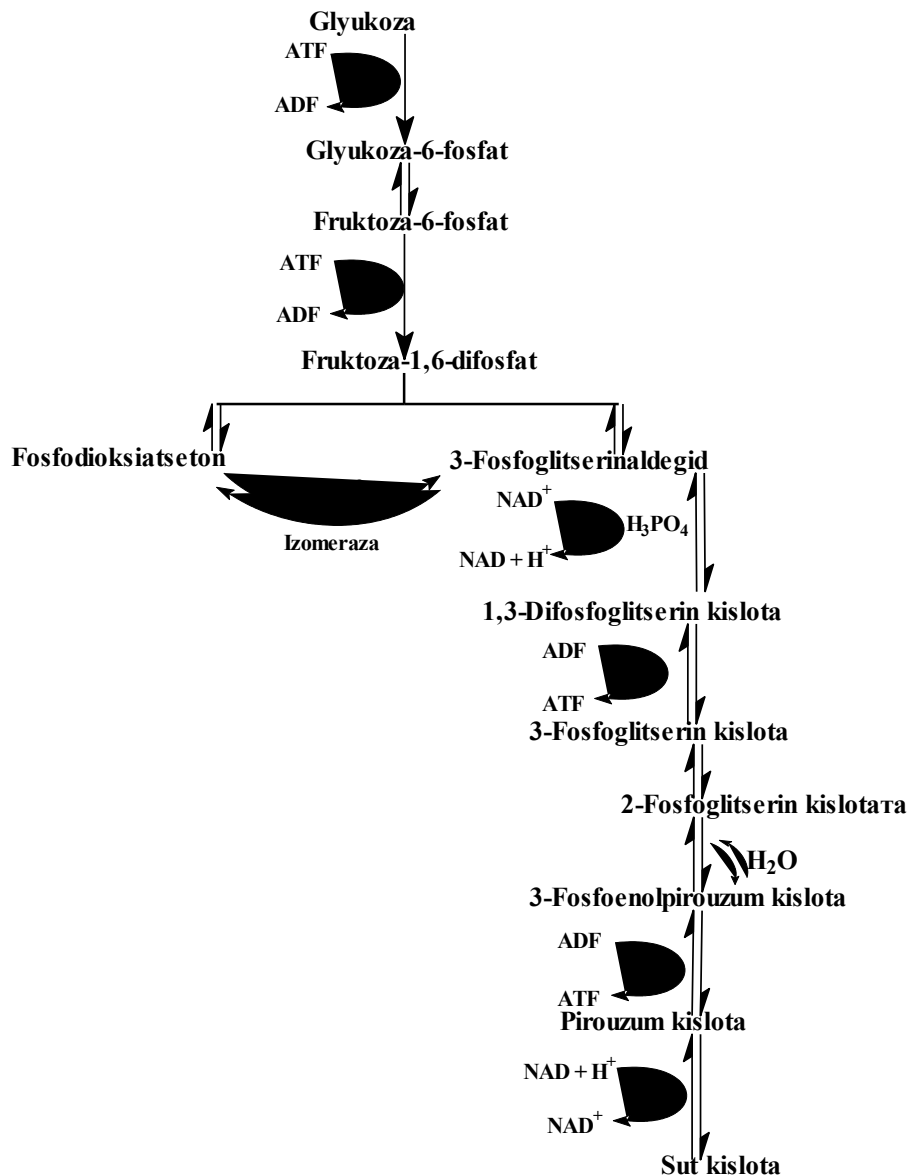 Glyukoza
ATF
ADF
Glyukoza-6-fosfat
Fruktoza-6-fosfat
ATF
ADF
Fruktoza-1,6-difosfat
Fosfodioksiatseton
3-Fosfoglitserinaldegid
Izomeraza
NAD⁺
H₃PO₄
NAD + H⁺
1,3-Difosfoglitserin kislota
ADF
ATF
3-Fosfoglitserin kislota
2-Fosfoglitserin kislotата
H₂O
3-Fosfoenolpirouzum kislota
ADF
ATF
Pirouzum kislota
NAD + H⁺
NAD⁺
Sut kislota